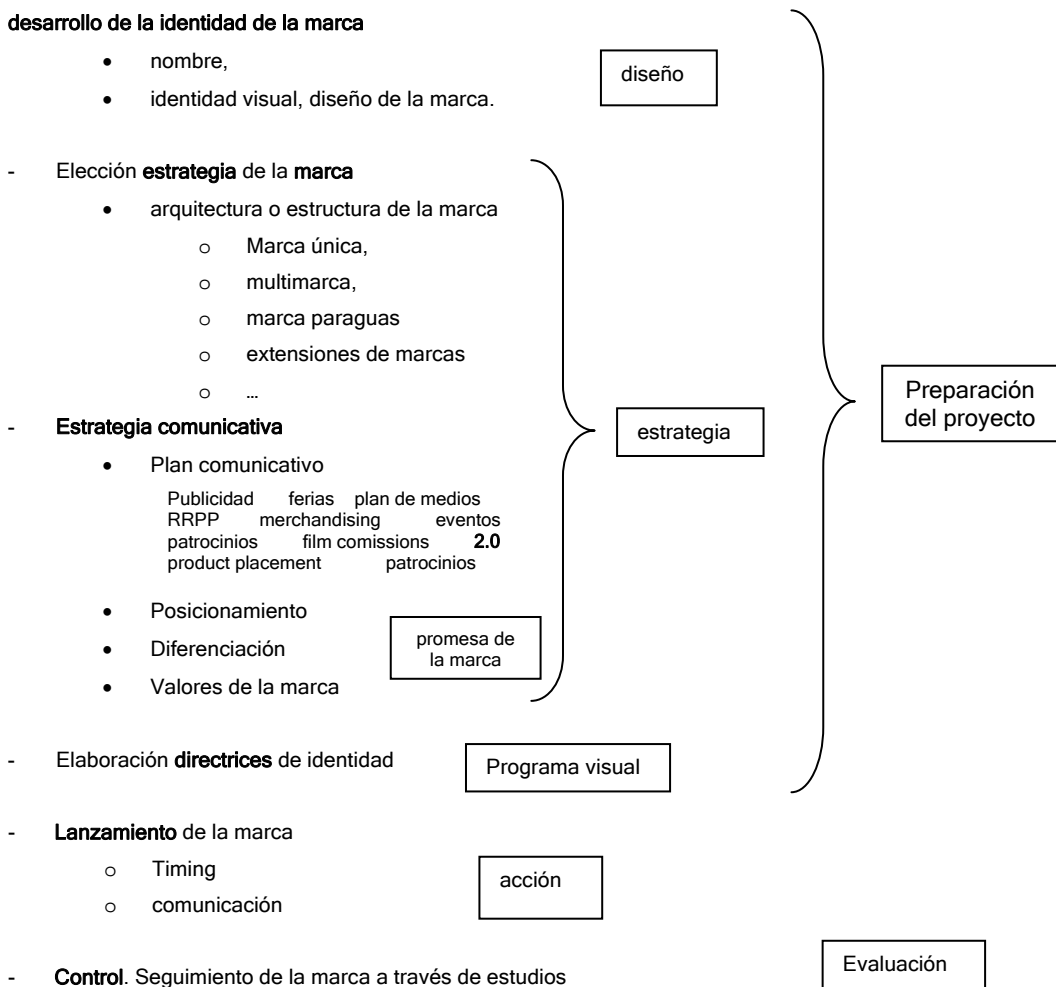 desarrollo de la identidad de la marca
• nombre,
diseño
• identidad visual, diseño de la marca.
- Elección estrategia de la marca
• arquitectura o estructura de la marca
o Marca única,
o multimarca,
o marca paraguas
o extensiones de marcas
o …
Preparación
del proyecto
- Estrategia comunicativa
estrategia
• Plan comunicativo
Publicidad ferias plan de medios
RRPP merchandising eventos
patrocinios film comissions 2.0
product placement patrocinios
• Posicionamiento
• Diferenciación
promesa de
la marca
• Valores de la marca
- Elaboración directrices de identidad
Programa visual
- Lanzamiento de la marca
o Timing
acción
o comunicación
Evaluación
- Control. Seguimiento de la marca a través de estudios